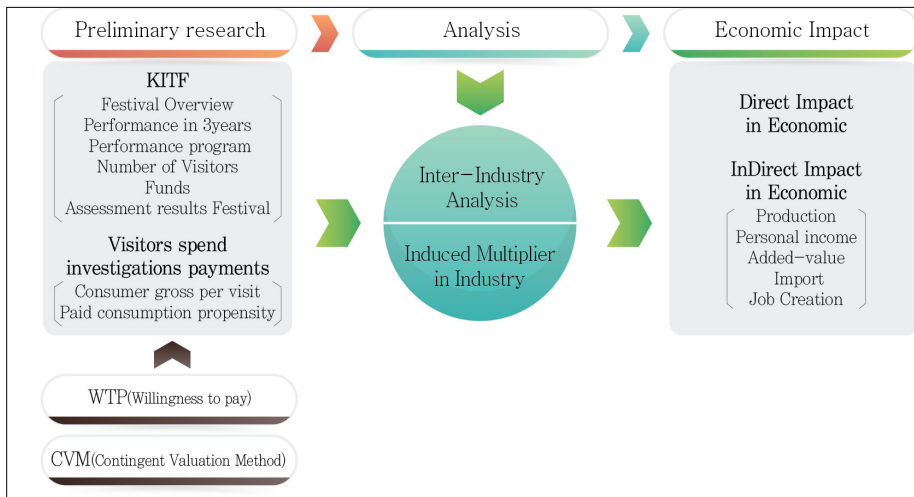 Preliminary research
Analysis
Economic Impact
KITF
Festival Overview
Performance in 3years
Performance program
Number of Visitors
Funds
Assessment results Festival
Visitors spend
investigations payments
Consumer gross per visit
Paid consumption propensity
WTP(Willingness to pay)
CVM(Contingent Valuation Method)
Inter-Industry
Analysis
Induced Multiplier
in Industry
Direct Impact
in Economic
InDirect Impact
in Economic
Production
Personal income
Added-value
Import
Job Creation